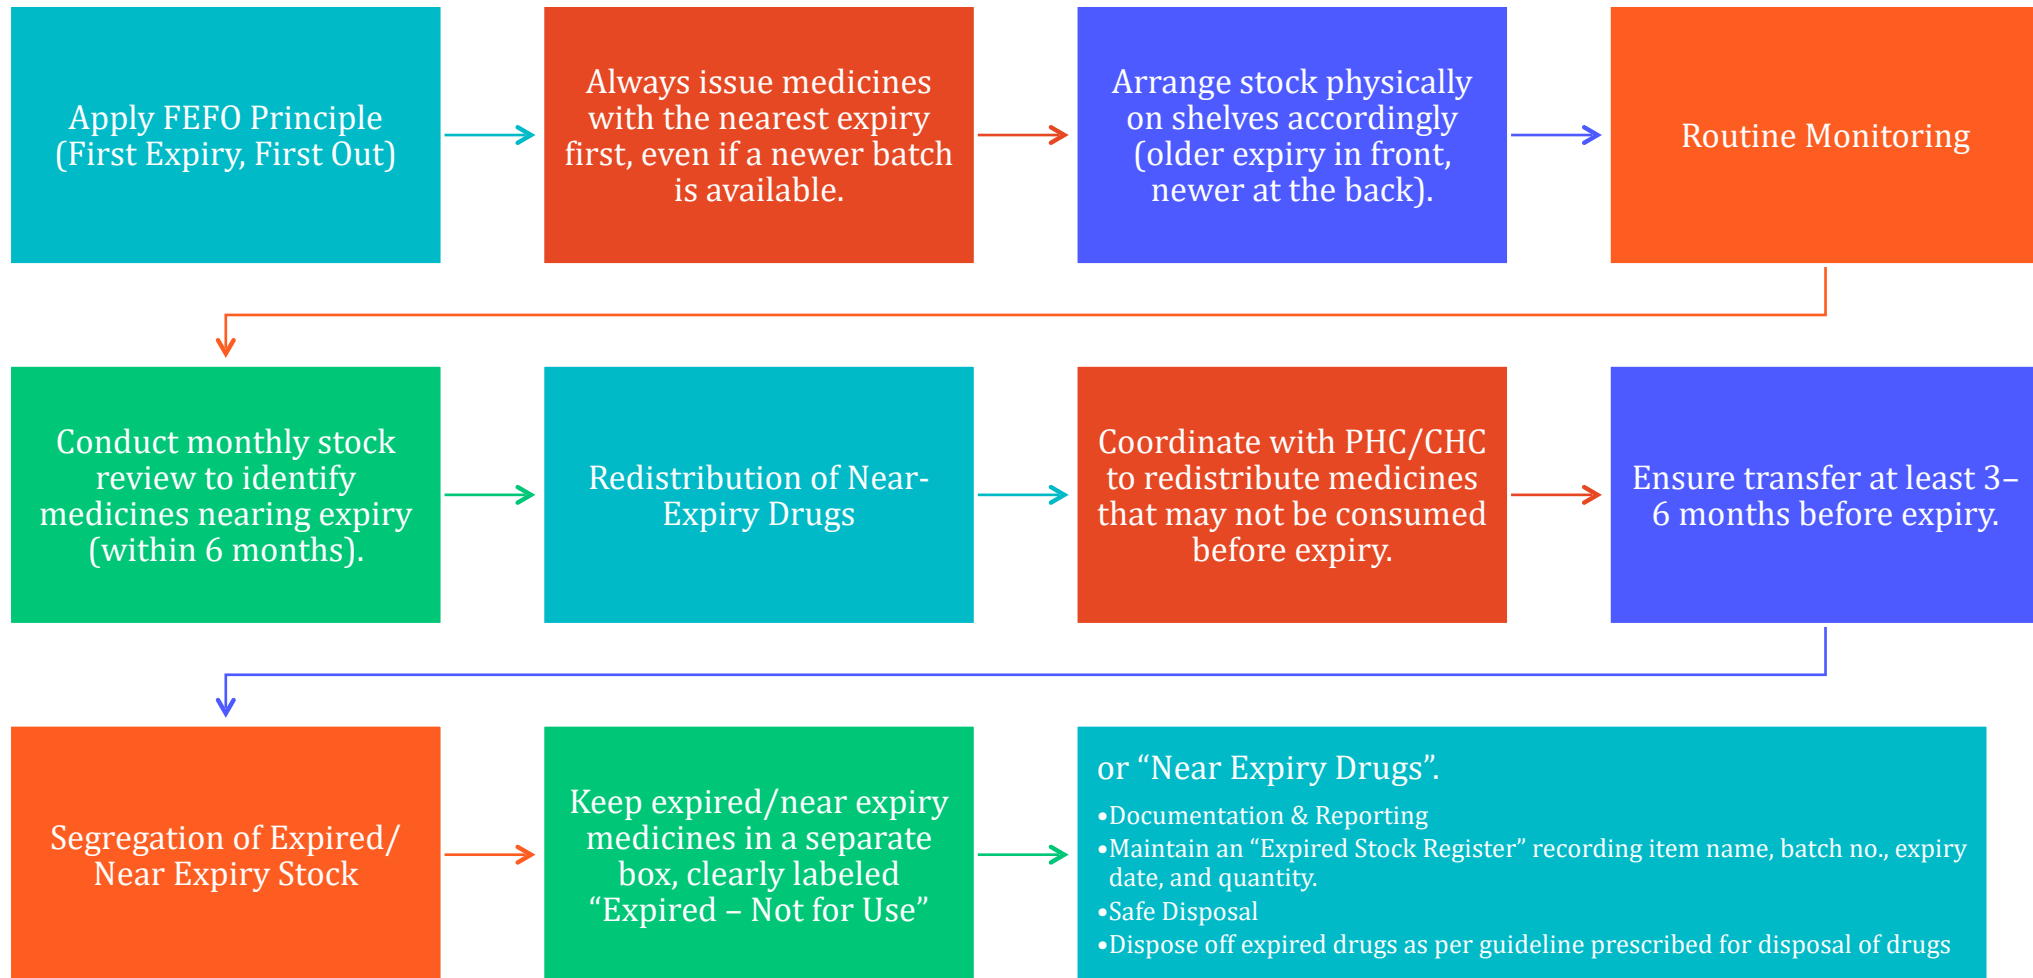 Apply FEFO Principle
(First Expiry, First Out)
Always issue medicines
with the nearest expiry
first, even if a newer batch
is available.
Arrange stock physically
on shelves accordingly
(older expiry in front,
newer at the back).
Routine Monitoring
Conduct monthly stock
review to identify
medicines nearing expiry
(within 6 months).
Redistribution of Near-
Expiry Drugs
Coordinate with PHC/CHC
to redistribute medicines
that may not be consumed
before expiry.
Ensure transfer at least 3–
6 months before expiry.
Segregation of Expired/
Near Expiry Stock
Keep expired/near expiry
medicines in a separate
box, clearly labeled
“Expired – Not for Use”
or “Near Expiry Drugs”.
•Documentation & Reporting
•Maintain an “Expired Stock Register” recording item name, batch no., expiry
date, and quantity.
•Safe Disposal
•Dispose off expired drugs as per guideline prescribed for disposal of drugs